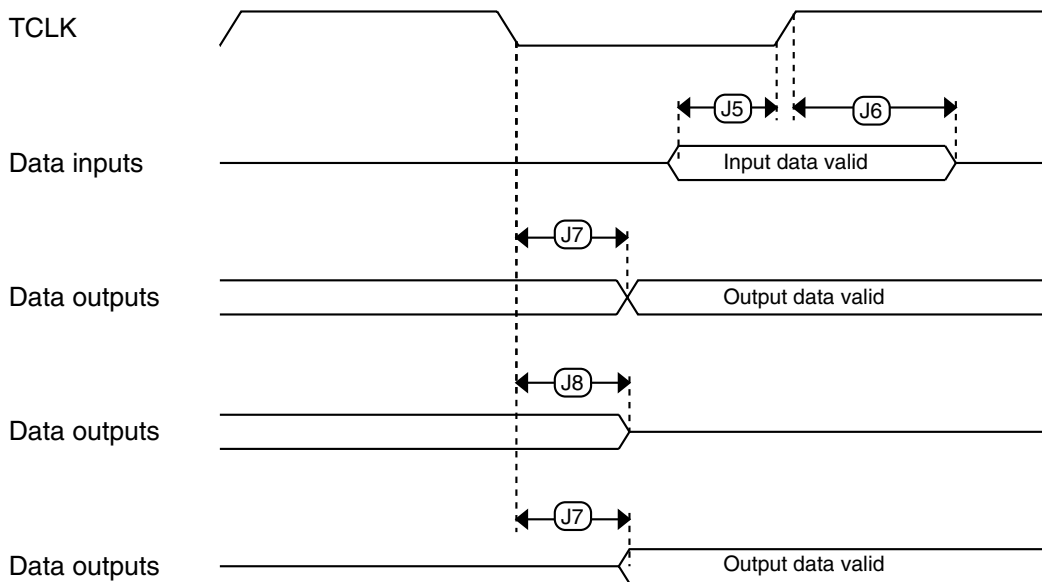 TCLK
J5
J6
Data inputs
Input data valid
J7
Data outputs
Output data valid
J8
Data outputs
J7
Data outputs
Output data valid